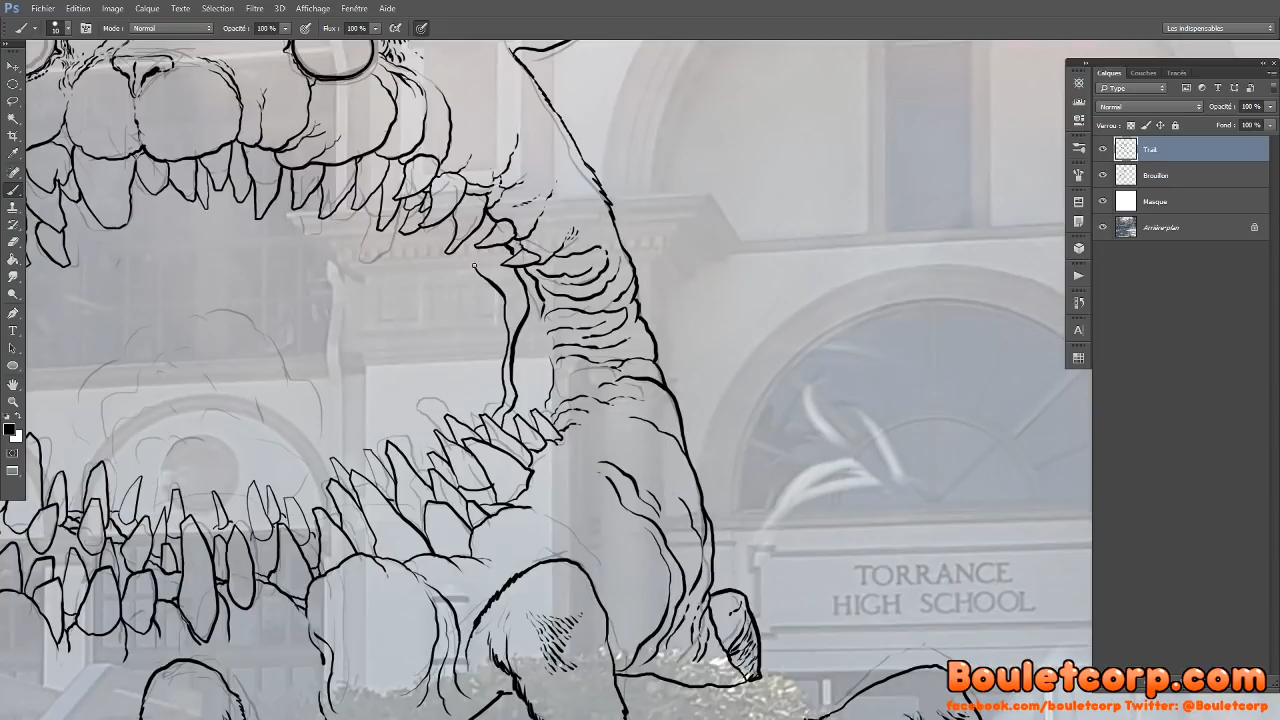 Ps Fichier Edition Image Calque Texte Sélection Filtre 3D Affichage Fenêtre Aide
10 Mode : Normal Opacité : 100 % Flux : 100 % Les indispensables
Calques Couches Tracés
Type
Normal Opacité : 100 %
Verrou : Fond : 100 %
Trait
Brouillon
Masque
Arrière-plan
TORRANCE
HIGH SCHOOL
Bouletcorp.com
facebook.com/bouletcorp Twitter: @Bouletcorp